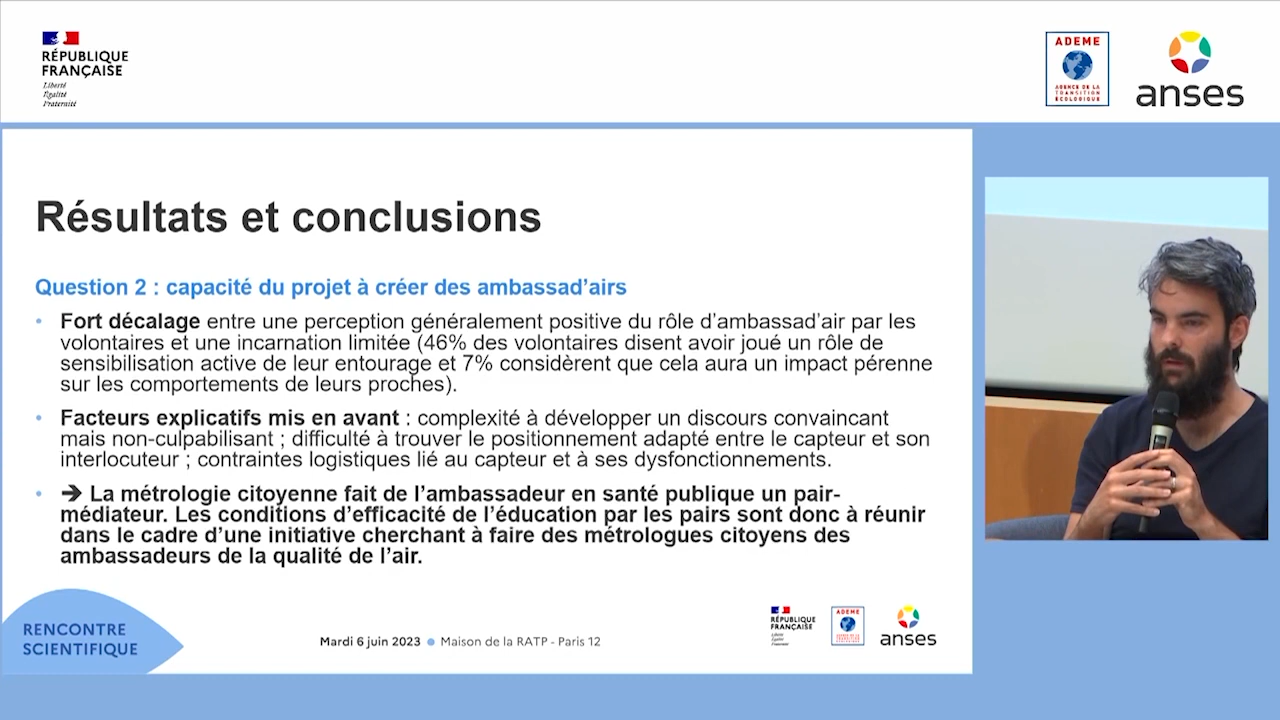 RÉPUBLIQUE
FRANÇAISE
Liberté
Égalité
Fraternité
ADEME
AGENCE DE LA
TRANSITION
ÉCOLOGIQUE
anses
Résultats et conclusions
Question 2 : capacité du projet à créer des ambassad’airs
• Fort décalage entre une perception généralement positive du rôle d’ambassad’air par les
volontaires et une incarnation limitée (46% des volontaires disent avoir joué un rôle de
sensibilisation active de leur entourage et 7% considèrent que cela aura un impact pérenne
sur les comportements de leurs proches).
• Facteurs explicatifs mis en avant : complexité à développer un discours convaincant
mais non-culpabilisant ; difficulté à trouver le positionnement adapté entre le capteur et son
interlocuteur ; contraintes logistiques lié au capteur et à ses dysfonctionnements.
• ➔ La métrologie citoyenne fait de l’ambassadeur en santé publique un pair-
médiateur. Les conditions d’efficacité de l’éducation par les pairs sont donc à réunir
dans le cadre d’une initiative cherchant à faire des métrologues citoyens des
ambassadeurs de la qualité de l’air.
RENCONTRE
SCIENTIFIQUE
Mardi 6 juin 2023 • Maison de la RATP - Paris 12
RÉPUBLIQUE
FRANÇAISE
ADEME
anses